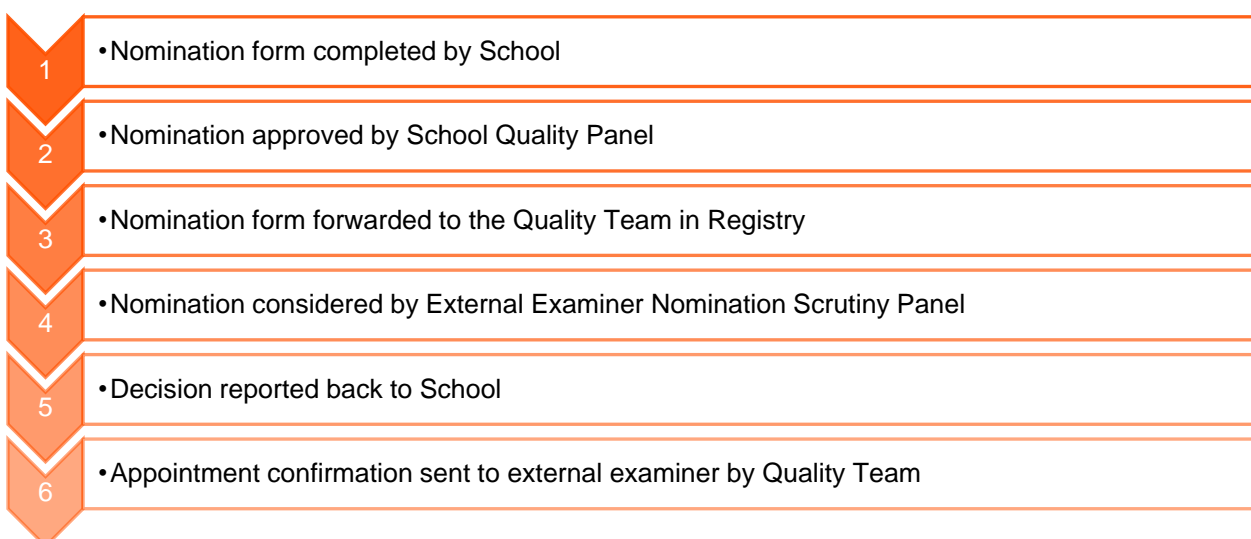 1
•Nomination form completed by School
2
•Nomination approved by School Quality Panel
3
•Nomination form forwarded to the Quality Team in Registry
4
•Nomination considered by External Examiner Nomination Scrutiny Panel
5
•Decision reported back to School
6
•Appointment confirmation sent to external examiner by Quality Team